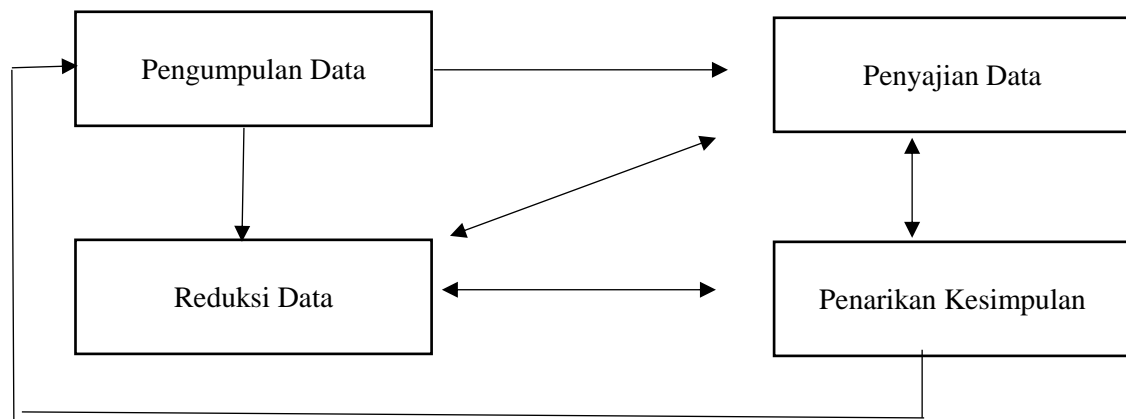 Pengumpulan Data
Penyajian Data
Reduksi Data
Penarikan Kesimpulan